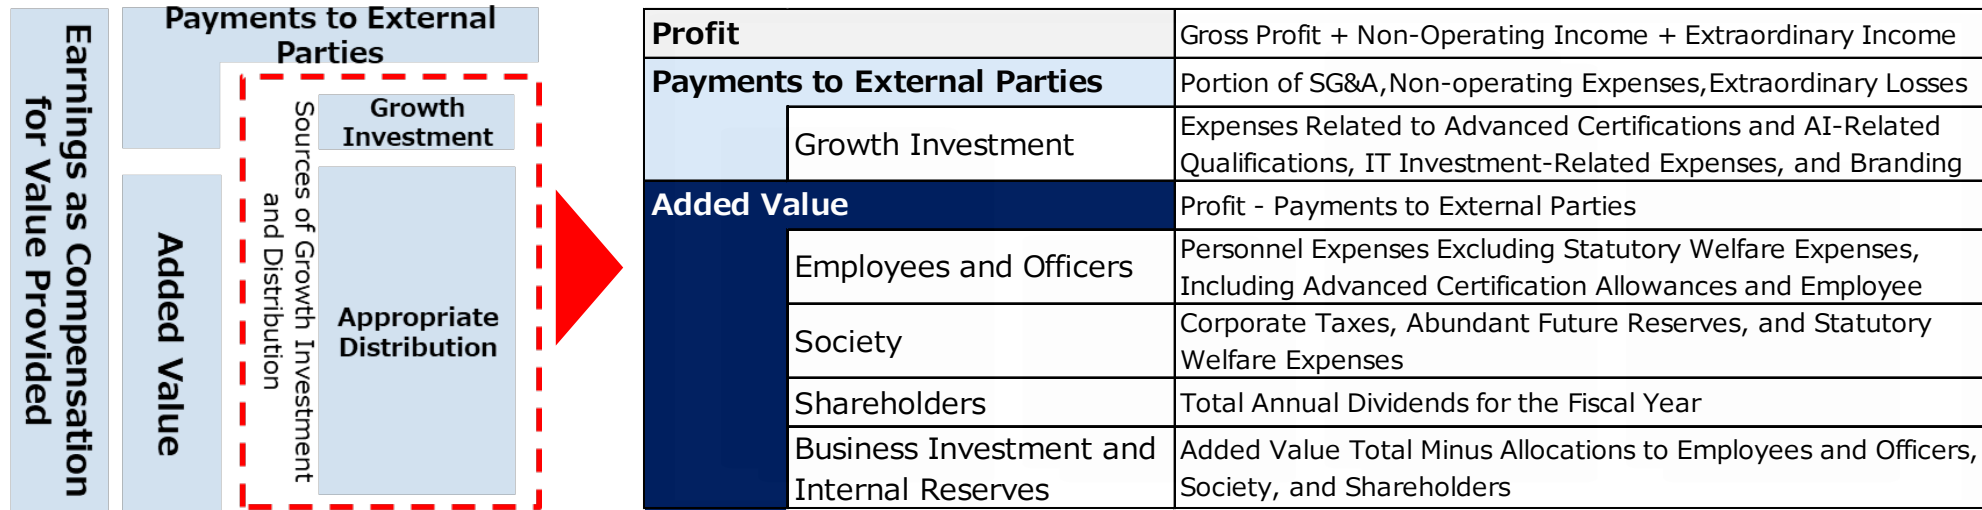 Earnings as Compensation
for Value Provided
Payments to External
Parties
Added Value
Sources of Growth Investment
and Distribution
Growth
Investment
Appropriate
Distribution
Profit
Gross Profit + Non-Operating Income + Extraordinary Income
Payments to External Parties
Portion of SG&A,Non-operating Expenses,Extraordinary Losses
Growth Investment
Expenses Related to Advanced Certifications and AI-Related
Qualifications, IT Investment-Related Expenses, and Branding
Added Value
Profit - Payments to External Parties
Employees and Officers
Personnel Expenses Excluding Statutory Welfare Expenses,
Including Advanced Certification Allowances and Employee
Society
Corporate Taxes, Abundant Future Reserves, and Statutory
Welfare Expenses
Shareholders
Total Annual Dividends for the Fiscal Year
Business Investment and
Internal Reserves
Added Value Total Minus Allocations to Employees and Officers,
Society, and Shareholders